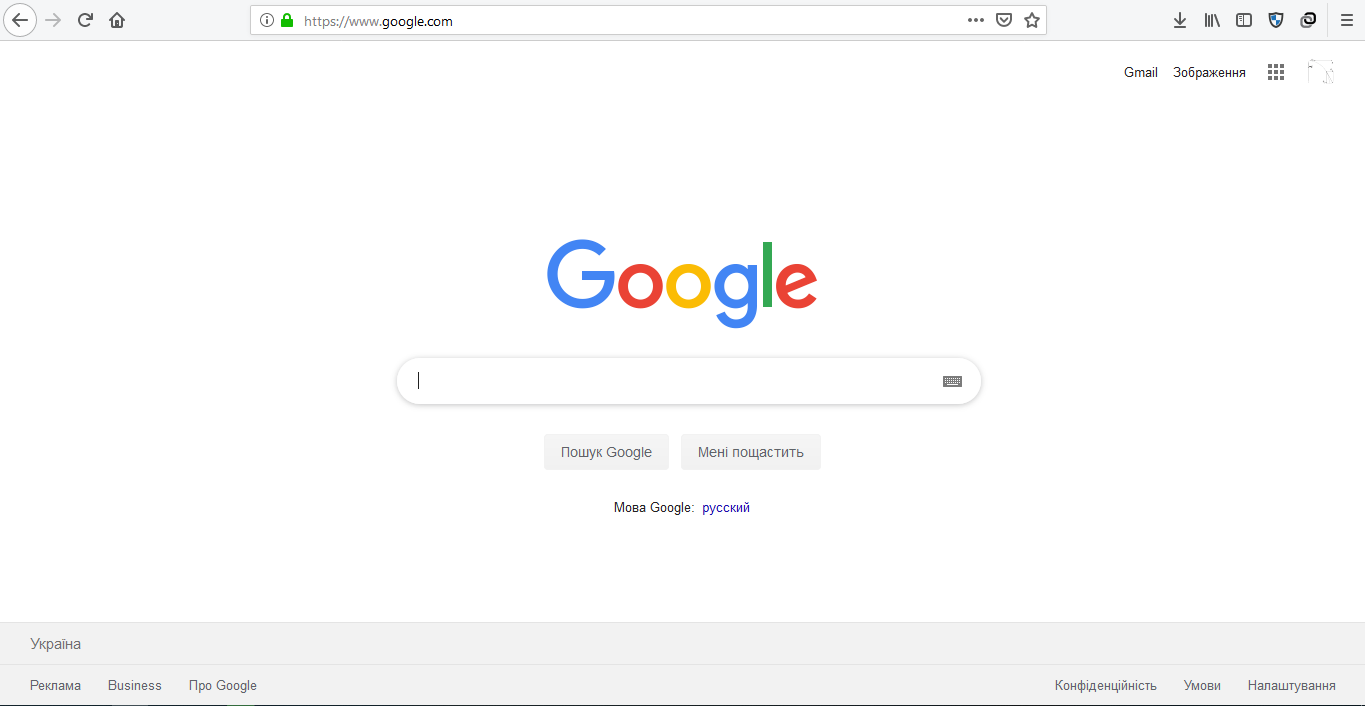 https://www.google.com
Gmail Зображення
Google
Пошук Google Мені пощастить
Мова Google: русский
Україна
Реклама Business Про Google Конфіденційність Умови Налаштування